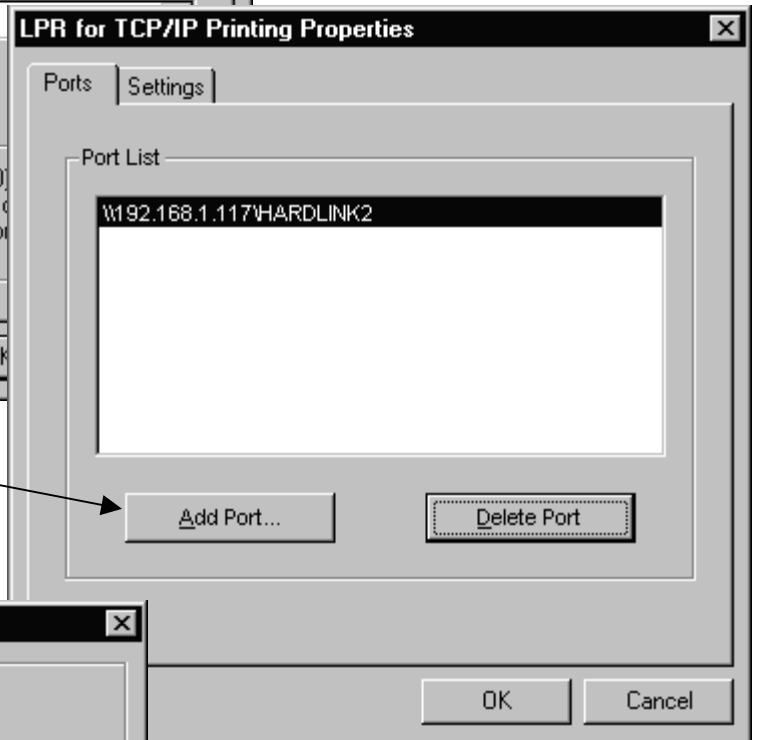 LPR for TCP/IP Printing Properties
Ports
Settings
Port List
\\192.168.1.117\HARDLINK2
Add Port...
Delete Port
OK
Cancel